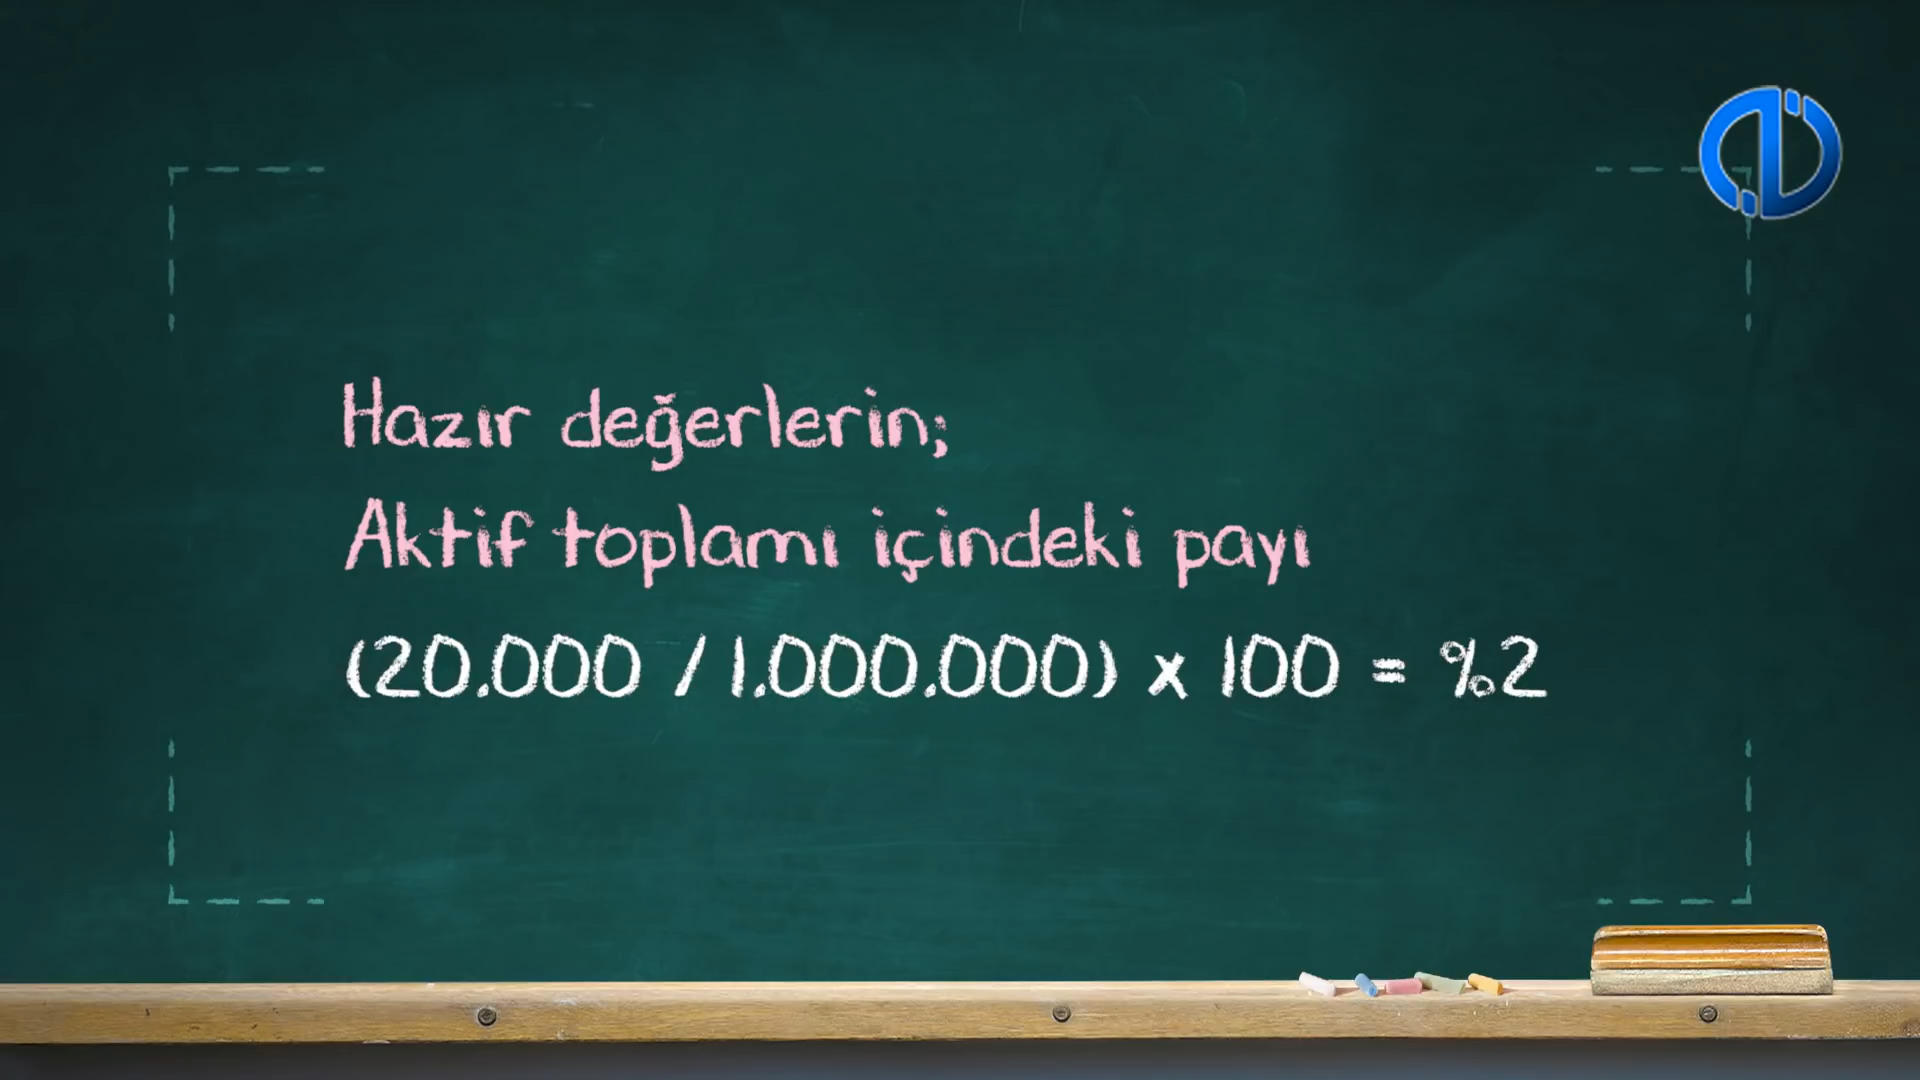 Hazır değerlerin;
Aktif toplamı içindeki payı
(20.000 / 1.000.000) x 100 = %2